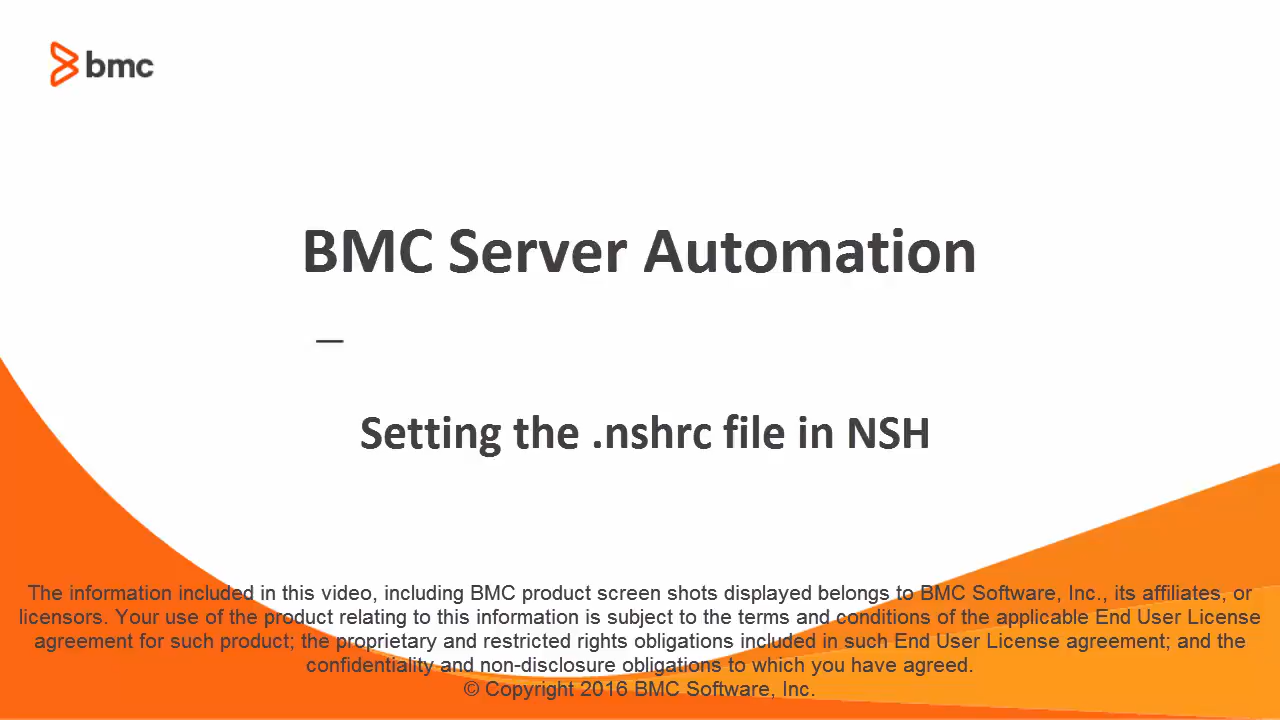 bmc
BMC Server Automation
Setting the .nshrc file in NSH
The information included in this video, including BMC product screen shots displayed belongs to BMC Software, Inc., its affiliates, or
licensors. Your use of the product relating to this information is subject to the terms and conditions of the applicable End User License
agreement for such product; the proprietary and restricted rights obligations included in such End User License agreement; and the
confidentiality and non-disclosure obligations to which you have agreed.
© Copyright 2016 BMC Software, Inc.